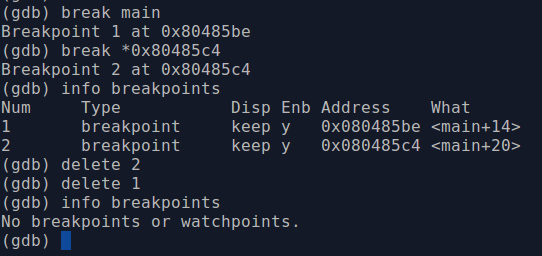 (gdb) break main
Breakpoint 1 at 0x80485be
(gdb) break *0x80485c4
Breakpoint 2 at 0x80485c4
(gdb) info breakpoints
Num     Type           Disp Enb Address    What
1       breakpoint     keep y   0x080485be <main+14>
2       breakpoint     keep y   0x080485c4 <main+20>
(gdb) delete 2
(gdb) delete 1
(gdb) info breakpoints
No breakpoints or watchpoints.
(gdb)